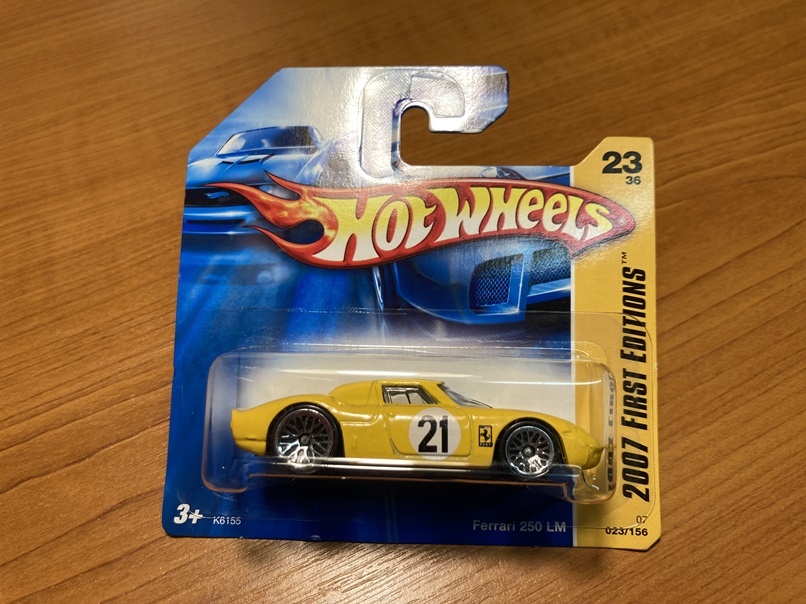 23
36
HOT WHEELS
2007 FIRST EDITIONS™
21
3+
K6155
Ferrari 250 LM
07
023/156